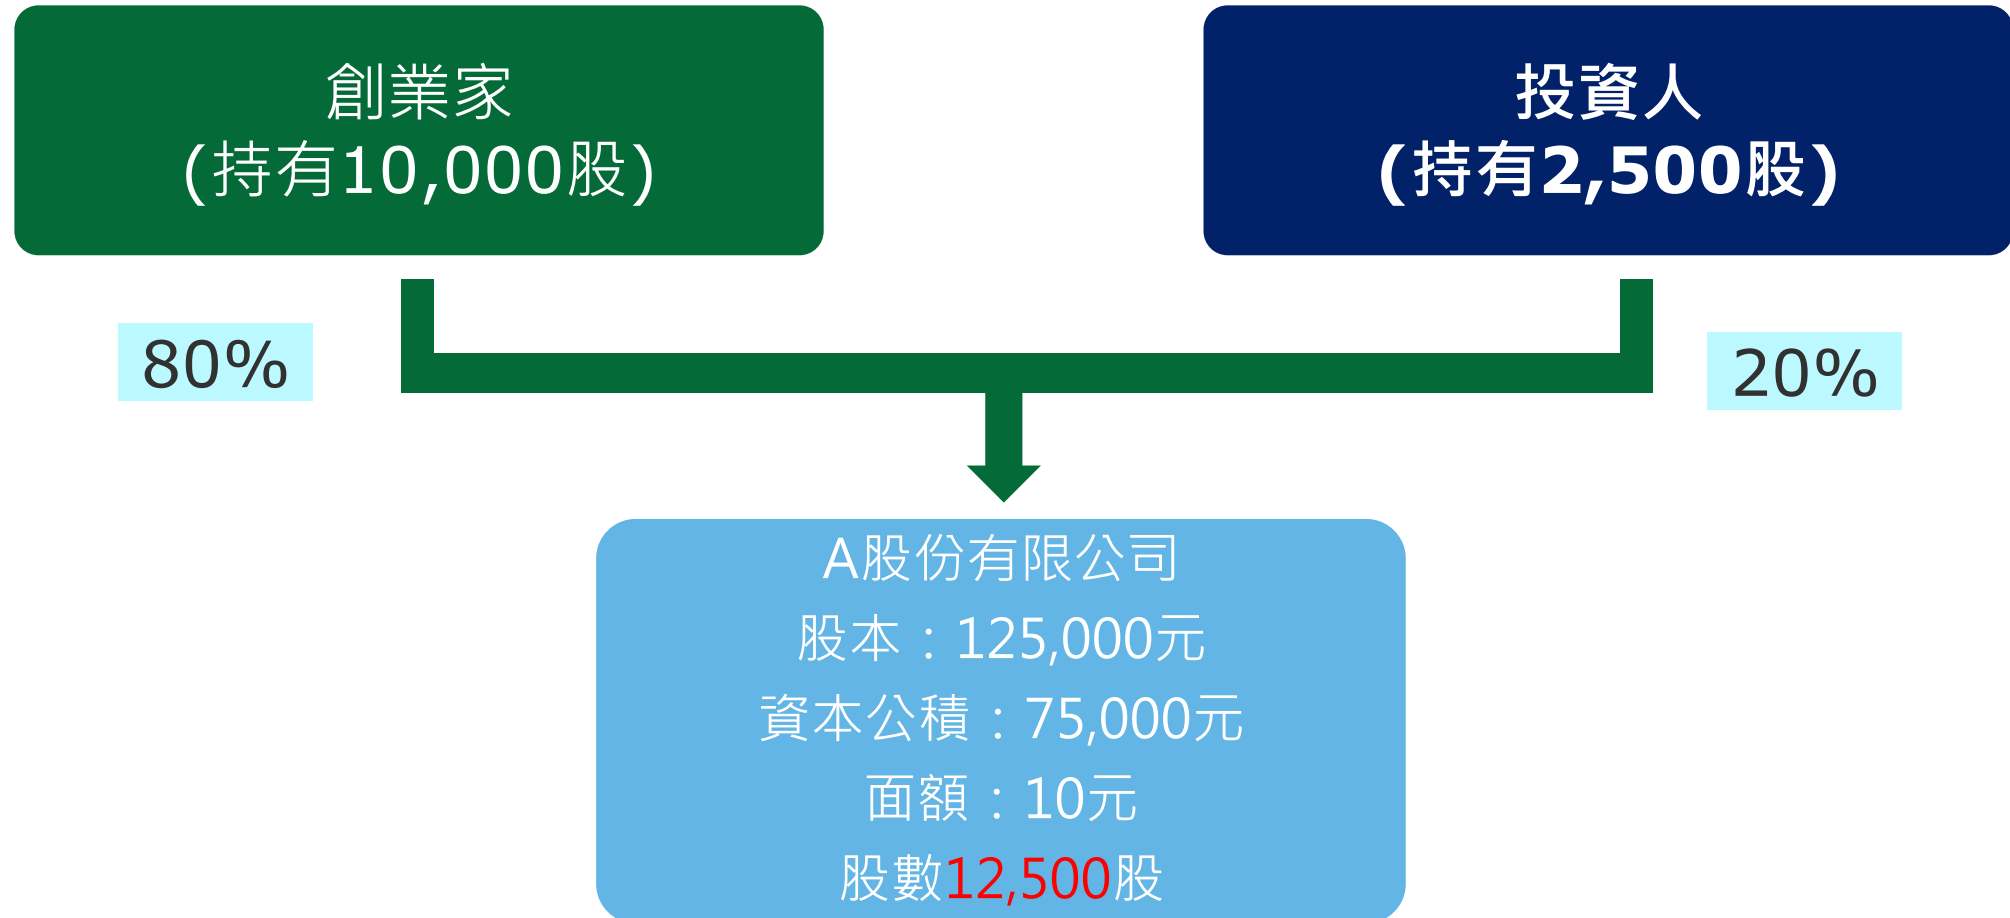 創業家
(持有10,000股)
投資人
(持有2,500股)
80%
20%
A股份有限公司
股本：125,000元
資本公積：75,000元
面額：10元
股數12,500股